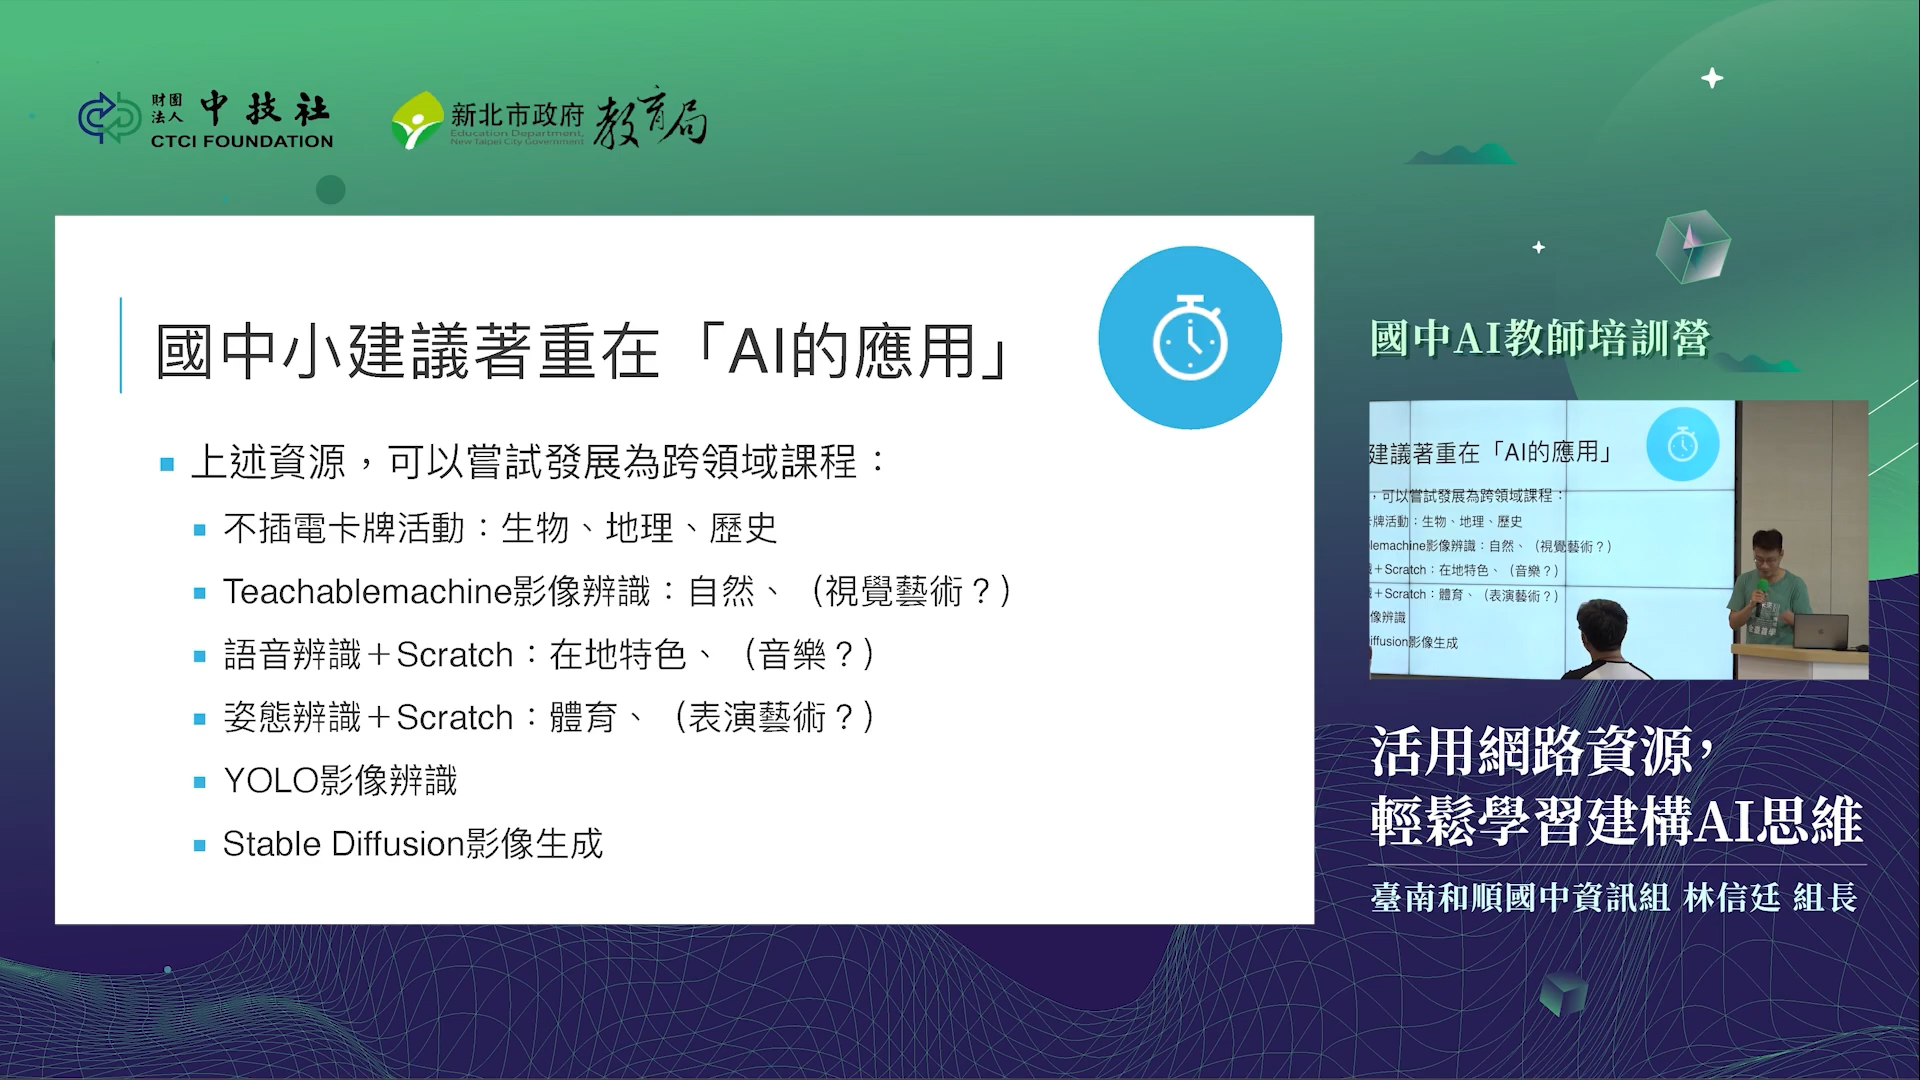 財團法人 中技社
CTCI FOUNDATION
新北市政府 教育局
Education Department,
New Taipei City Government
國中小建議著重在「AI的應用」
上述資源，可以嘗試發展為跨領域課程：
不插電卡牌活動：生物、地理、歷史
Teachablemachine影像辨識：自然、（視覺藝術？）
語音辨識＋Scratch：在地特色、（音樂？）
姿態辨識＋Scratch：體育、（表演藝術？）
YOLO影像辨識
Stable Diffusion影像生成
國中AI教師培訓營
建議著重在「AI的應用」
，可以嘗試發展為跨領域課程：
卡牌活動：生物、地理、歷史
lemachine影像辨識：自然、（視覺藝術？）
＋Scratch：在地特色、（音樂？）
＋Scratch：體育、（表演藝術？）
像辨識
iffusion影像生成
活用網路資源，
輕鬆學習建構AI思維
臺南和順國中資訊組 林信廷 組長